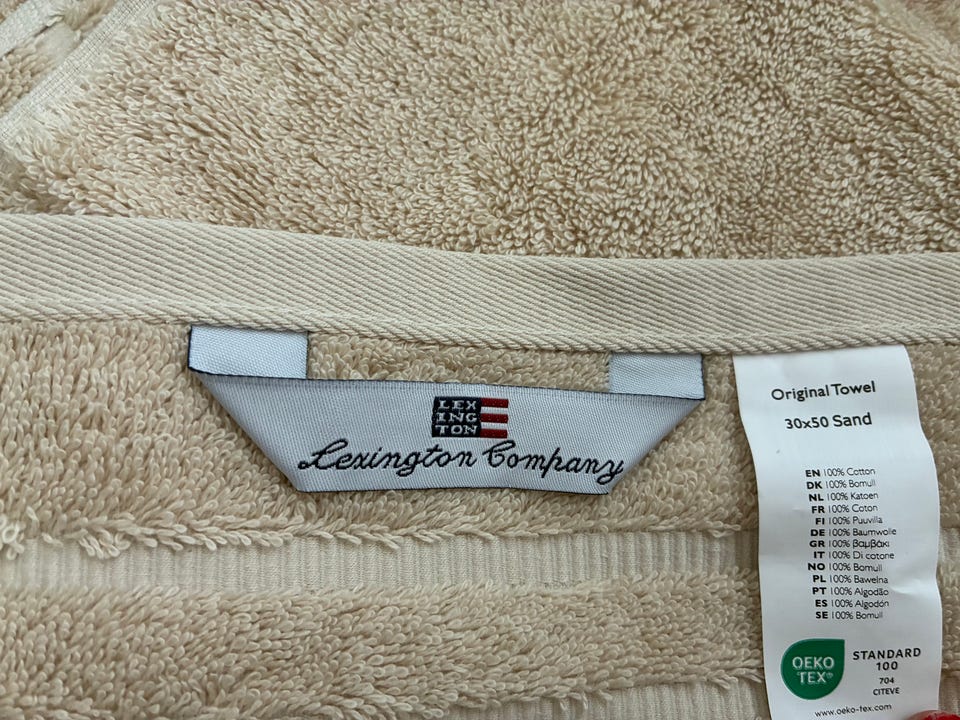 LEX
ING
TON
Lexington Company
Original Towel
30x50 Sand
EN 100% Cotton
DK 100% Bomull
NL 100% Katoen
FR 100% Coton
FI 100% Puuvilla
DE 100% Baumwolle
GR 100% βαμβάκι
IT 100% Di cotone
NO 100% Bomull
PL 100% Bawelna
PT 100% Algodão
ES 100% Algodón
SE 100% Bomull
OEKO
TEX®
STANDARD
100
704
CITEVE
www.oeko-tex.com